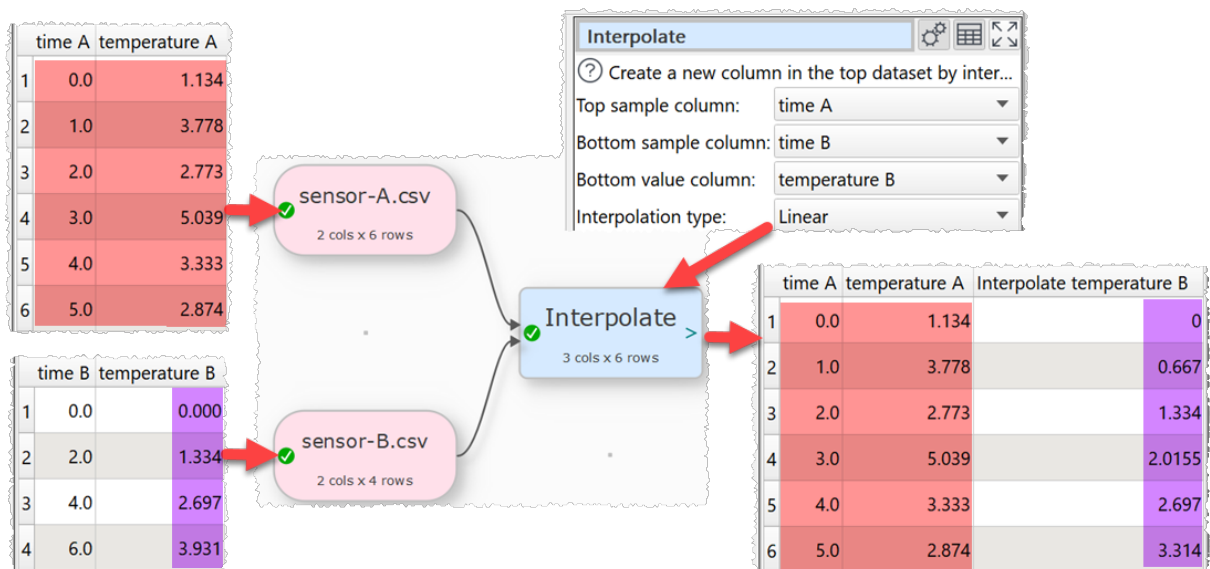 time A temperature A
1 0.0 1.134
2 1.0 3.778
3 2.0 2.773
4 3.0 5.039
5 4.0 3.333
6 5.0 2.874
time B temperature B
1 0.0 0.000
2 2.0 1.334
3 4.0 2.697
4 6.0 3.931
sensor-A.csv
2 cols x 6 rows
sensor-B.csv
2 cols x 4 rows
Interpolate
? Create a new column in the top dataset by inter...
Top sample column: time A
Bottom sample column: time B
Bottom value column: temperature B
Interpolation type: Linear
Interpolate >
3 cols x 6 rows
time A temperature A Interpolate temperature B
1 0.0 1.134 0
2 1.0 3.778 0.667
3 2.0 2.773 1.334
4 3.0 5.039 2.0155
5 4.0 3.333 2.697
6 5.0 2.874 3.314